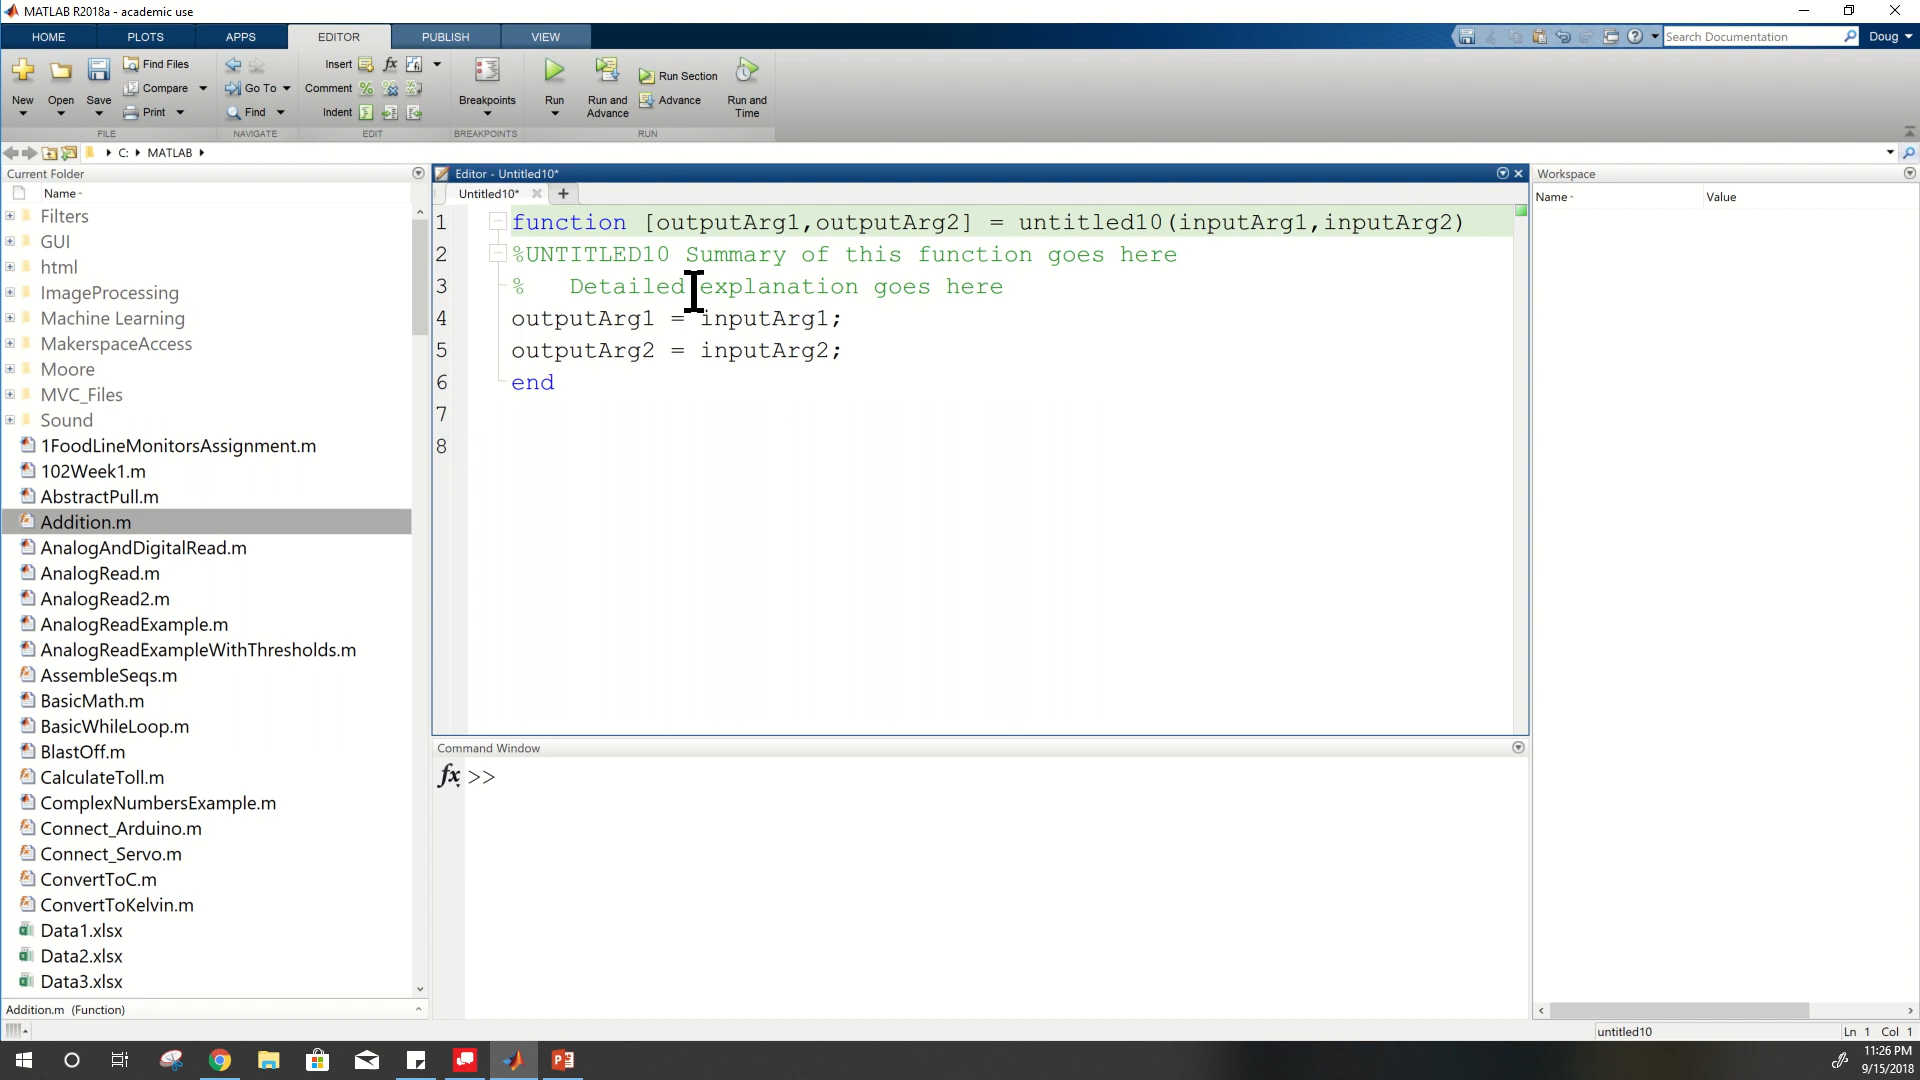 MATLAB R2018a - academic use
HOME PLOTS APPS EDITOR PUBLISH VIEW
Search Documentation Doug
New Open Save Find Files Compare Print
Go To Find
Insert Comment Indent
Breakpoints
Run Run and Advance Run Section Advance Run and Time
FILE NAVIGATE EDIT BREAKPOINTS RUN
C: MATLAB
Current Folder
Name
Filters
GUI
html
ImageProcessing
Machine Learning
MakerspaceAccess
Moore
MVC_Files
Sound
1FoodLineMonitorsAssignment.m
102Week1.m
AbstractPull.m
Addition.m
AnalogAndDigitalRead.m
AnalogRead.m
AnalogRead2.m
AnalogReadExample.m
AnalogReadExampleWithThresholds.m
AssembleSeqs.m
BasicMath.m
BasicWhileLoop.m
BlastOff.m
CalculateToll.m
ComplexNumbersExample.m
Connect_Arduino.m
Connect_Servo.m
ConvertToC.m
ConvertToKelvin.m
Data1.xlsx
Data2.xlsx
Data3.xlsx
Addition.m (Function)
Editor - Untitled10*
Untitled10*
1 function [outputArg1,outputArg2] = untitled10(inputArg1,inputArg2)
2 %UNTITLED10 Summary of this function goes here
3 %   Detailed explanation goes here
4 outputArg1 = inputArg1;
5 outputArg2 = inputArg2;
6 end
7
8
Command Window
fx >>
Workspace
Name Value
untitled10 Ln 1 Col 1
11:26 PM
9/15/2018